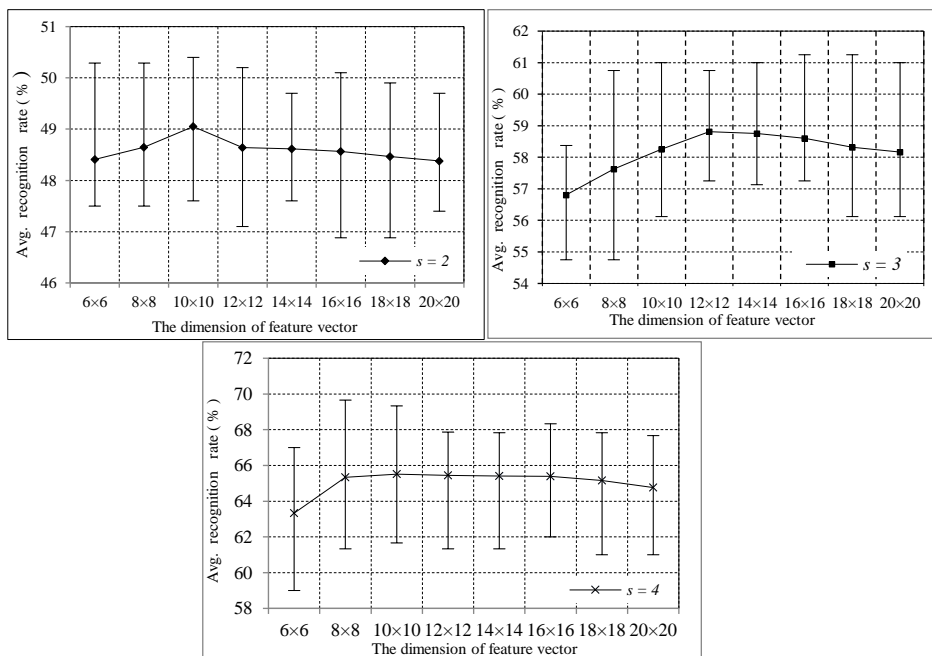 51
50
49
48
47
46
Avg. recognition rate ( % )
6×6 8×8 10×10 12×12 14×14 16×16 18×18 20×20
The dimension of feature vector
s = 2
62
61
60
59
58
57
56
55
54
Avg. recognition rate ( % )
6×6 8×8 10×10 12×12 14×14 16×16 18×18 20×20
The dimension of feature vector
s = 3
72
70
68
66
64
62
60
58
Avg. recognition rate ( % )
6×6 8×8 10×10 12×12 14×14 16×16 18×18 20×20
The dimension of feature vector
s = 4